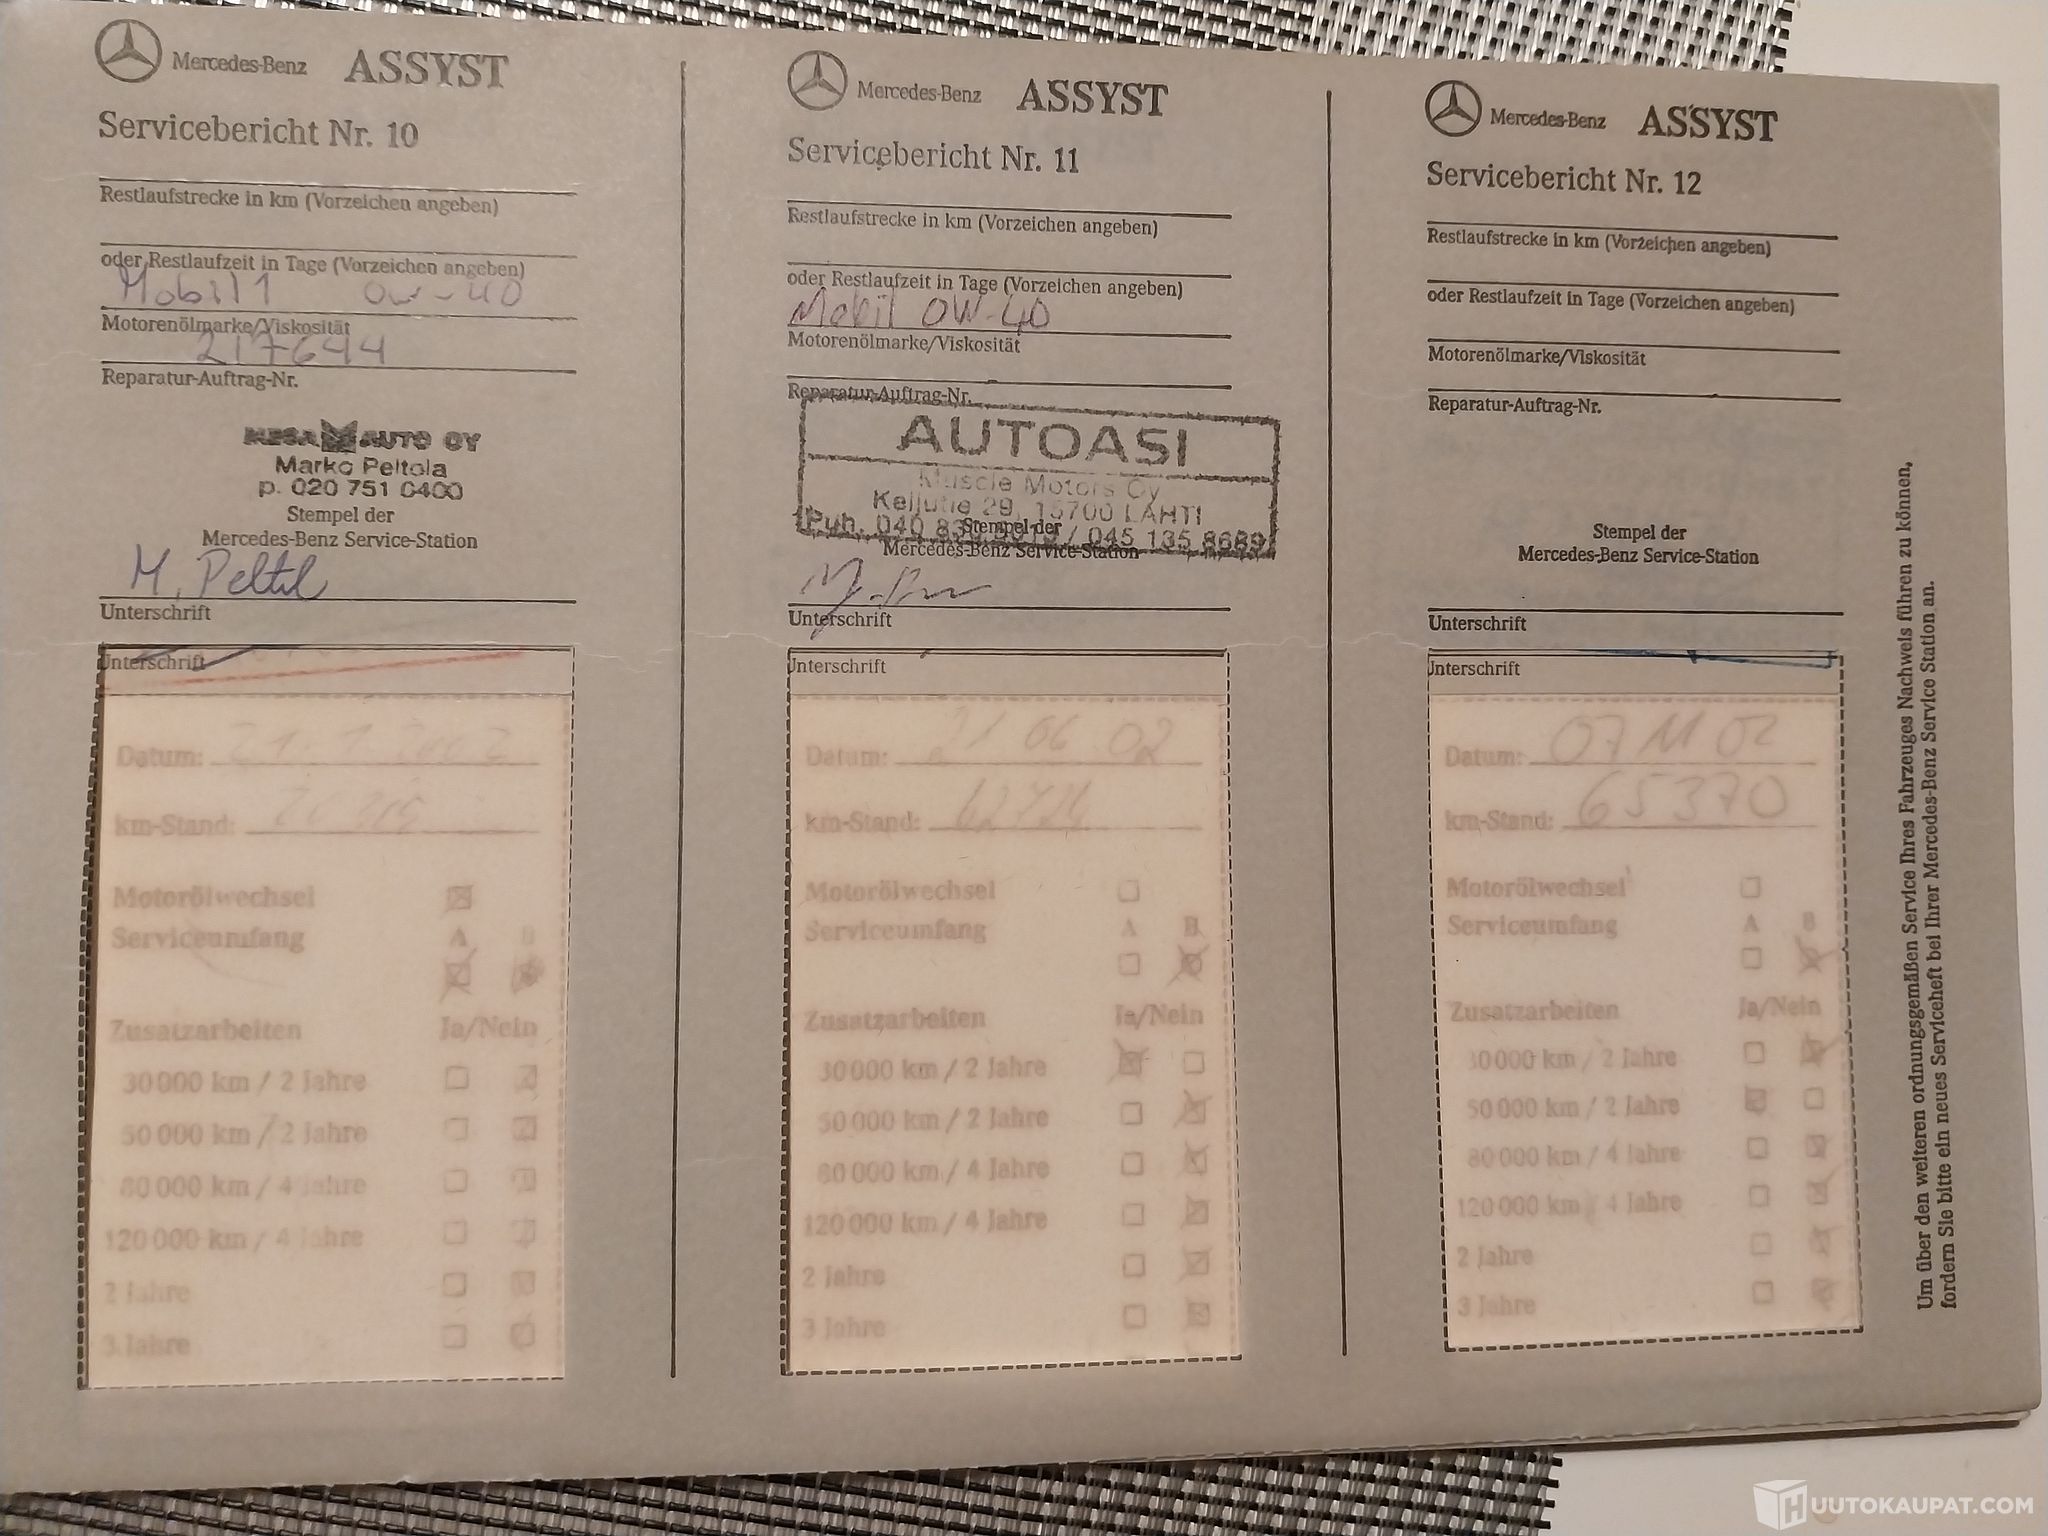 Mercedes-Benz ASSYST
Servicebericht Nr. 10
Restlaufstrecke in km (Vorzeichen angeben)
oder Restlaufzeit in Tage (Vorzeichen angeben)
Mobil 1 0W-40
Motorenölmarke/Viskosität
217644
Reparatur-Auftrag-Nr.
AUTO OY
Marko Peltola
p. 020 751 0400
Stempel der
Mercedes-Benz Service-Station
Unterschrift
Unterschrift
Datum:
km-Stand:
Motorölwechsel
Serviceumfang A B
Zusatzarbeiten Ja/Nein
30 000 km / 2 Jahre
50 000 km / 2 Jahre
80 000 km / 4 Jahre
120 000 km / 4 Jahre
2 Jahre
3 Jahre
Mercedes-Benz ASSYST
Servicebericht Nr. 11
Restlaufstrecke in km (Vorzeichen angeben)
oder Restlaufzeit in Tage (Vorzeichen angeben)
Mobil 0W-40
Motorenölmarke/Viskosität
Reparatur-Auftrag-Nr.
AUTOASI
Muscle Motors Oy
29, 15700 LAHTI
Puh. 040 / 045 135 8689
Stempel der
Mercedes-Benz Service-Station
Unterschrift
Unterschrift
Datum: 06 02
km-Stand:
Motorölwechsel
Serviceumfang A B
Zusatzarbeiten Ja/Nein
30 000 km / 2 Jahre
50 000 km / 2 Jahre
80 000 km / 4 Jahre
120 000 km / 4 Jahre
2 Jahre
3 Jahre
Mercedes-Benz ASSYST
Servicebericht Nr. 12
Restlaufstrecke in km (Vorzeichen angeben)
oder Restlaufzeit in Tage (Vorzeichen angeben)
Motorenölmarke/Viskosität
Reparatur-Auftrag-Nr.
Stempel der
Mercedes-Benz Service-Station
Unterschrift
Unterschrift
Datum: 07 11 02
km-Stand: 65370
Motorölwechsel
Serviceumfang A B
Zusatzarbeiten Ja/Nein
30 000 km / 2 Jahre
50 000 km / 2 Jahre
80 000 km / 4 Jahre
120 000 km / 4 Jahre
2 Jahre
3 Jahre
Um über den weiteren ordnungsgemäßen Service Ihres Fahrzeuges Nachweis führen zu können,
fordern Sie bitte ein neues Serviceheft bei Ihrer Mercedes-Benz Service Station an.
HUUTOKAUPAT.COM